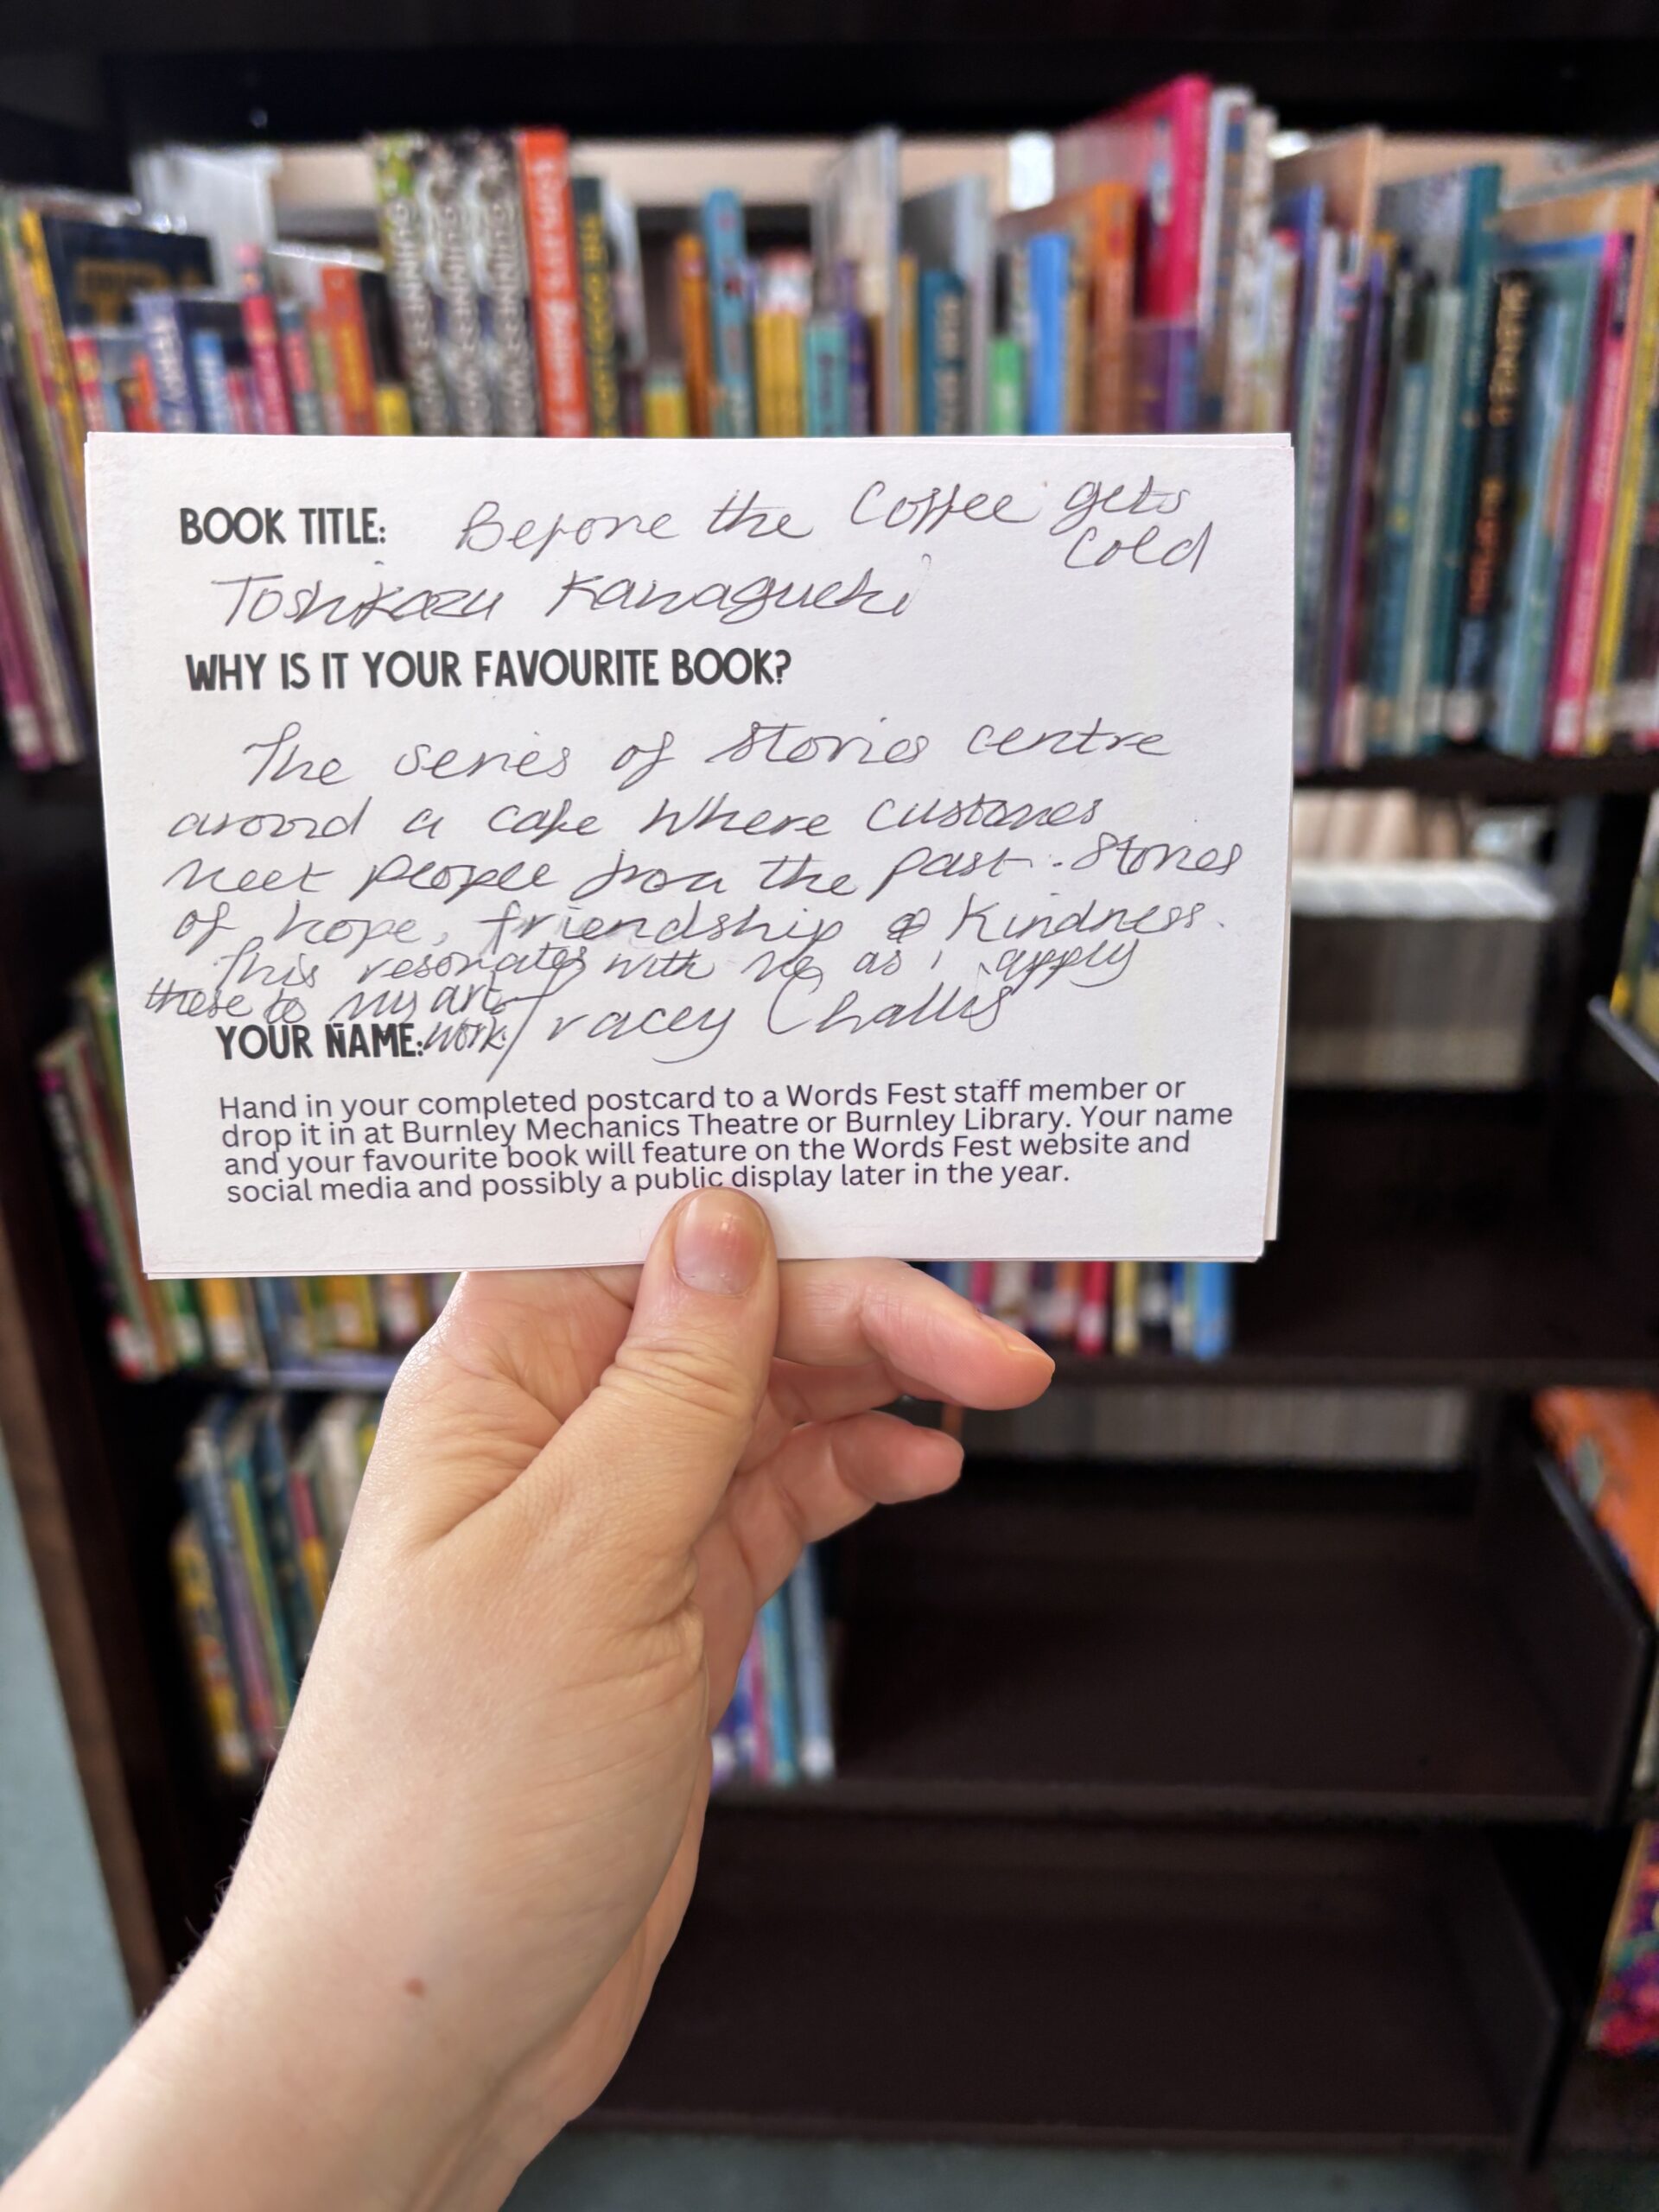 BOOK TITLE: Before the Coffee gets
Cold
Toshikazu Kawaguchi
WHY IS IT YOUR FAVOURITE BOOK?
The series of stories centre
around a cafe where customers
meet people from the past. Stories
of hope, friendship & Kindness.
This resonates with me as i apply
these to my art
YOUR NAME: work. Tracey Challis
Hand in your completed postcard to a Words Fest staff member or
drop it in at Burnley Mechanics Theatre or Burnley Library. Your name
and your favourite book will feature on the Words Fest website and
social media and possibly a public display later in the year.